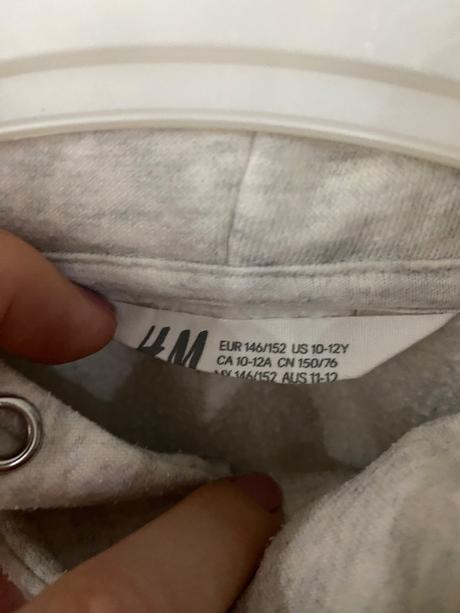 H&M
EUR 146/152 US 10-12Y
CA 10-12A CN 150/76
MX 146/152 AUS 11-12